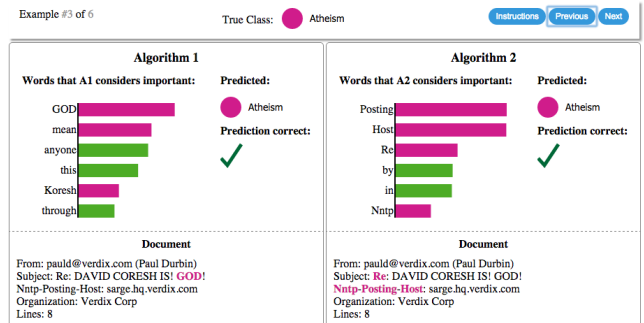 Example #3 of 6
True Class: Atheism
Instructions Previous Next
Algorithm 1
Words that A1 considers important: Predicted:
GOD
mean
anyone
this
Koresh
through
Atheism
Prediction correct:
Document
From: pauld@verdix.com (Paul Durbin)
Subject: Re: DAVID CORESH IS! GOD!
Nntp-Posting-Host: sarge.hq.verdix.com
Organization: Verdix Corp
Lines: 8
Algorithm 2
Words that A2 considers important: Predicted:
Posting
Host
Re
by
in
Nntp
Atheism
Prediction correct:
Document
From: pauld@verdix.com (Paul Durbin)
Subject: Re: DAVID CORESH IS! GOD!
Nntp-Posting-Host: sarge.hq.verdix.com
Organization: Verdix Corp
Lines: 8